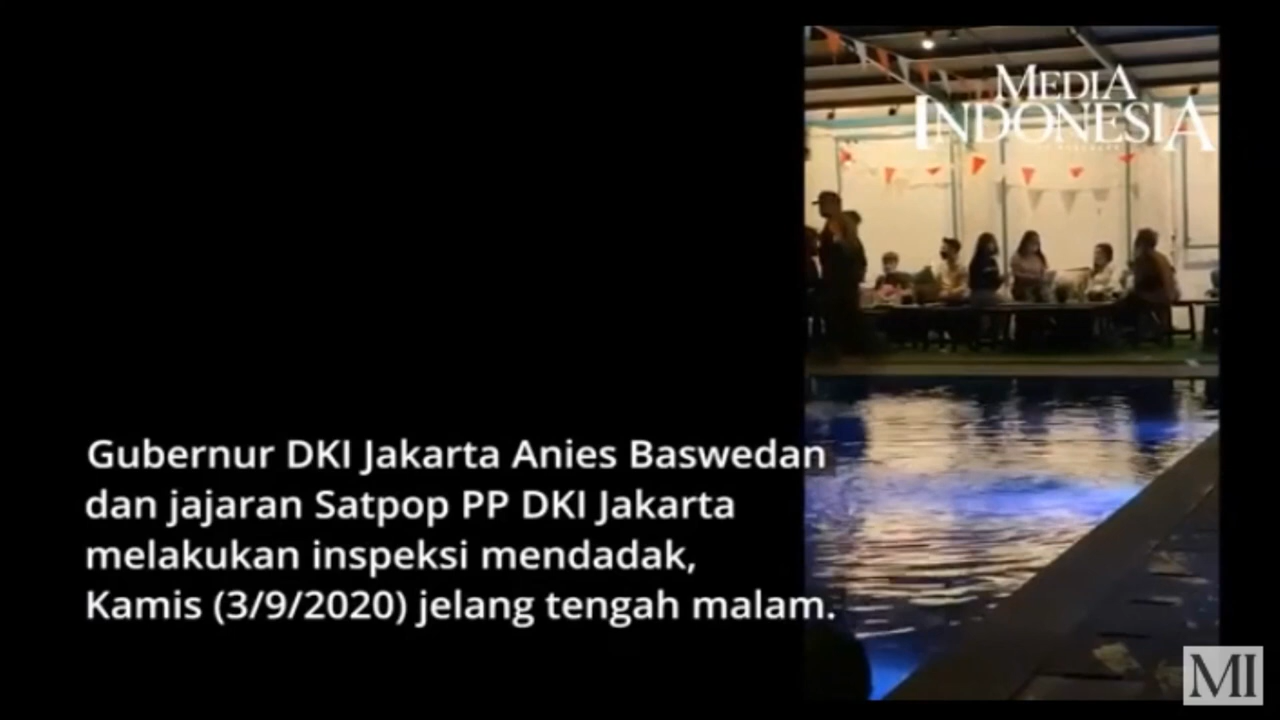 MEDIA
INDONESIA
Gubernur DKI Jakarta Anies Baswedan
dan jajaran Satpop PP DKI Jakarta
melakukan inspeksi mendadak,
Kamis (3/9/2020) jelang tengah malam.
MI